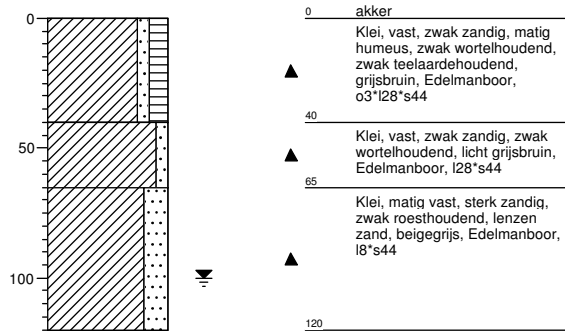 0
50
100
0 akker
Klei, vast, zwak zandig, matig
humeus, zwak wortelhoudend,
zwak teelaardehoudend,
grijsbruin, Edelmanboor,
o3*l28*s44
40
Klei, vast, zwak zandig, zwak
wortelhoudend, licht grijsbruin,
Edelmanboor, l28*s44
65
Klei, matig vast, sterk zandig,
zwak roesthoudend, lenzen
zand, beigegrijs, Edelmanboor,
l8*s44
120